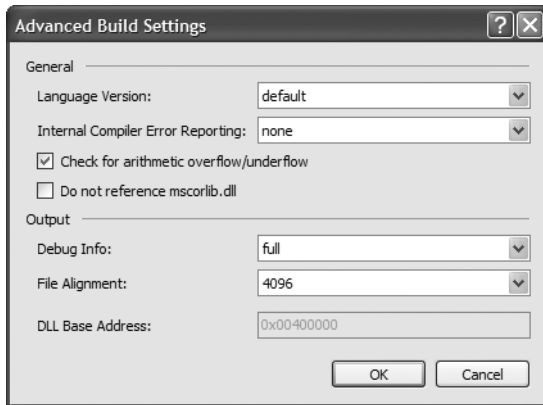 Advanced Build Settings
General
Language Version: default
Internal Compiler Error Reporting: none
Check for arithmetic overflow/underflow
Do not reference mscorlib.dll
Output
Debug Info: full
File Alignment: 4096
DLL Base Address: 0x00400000
OK Cancel